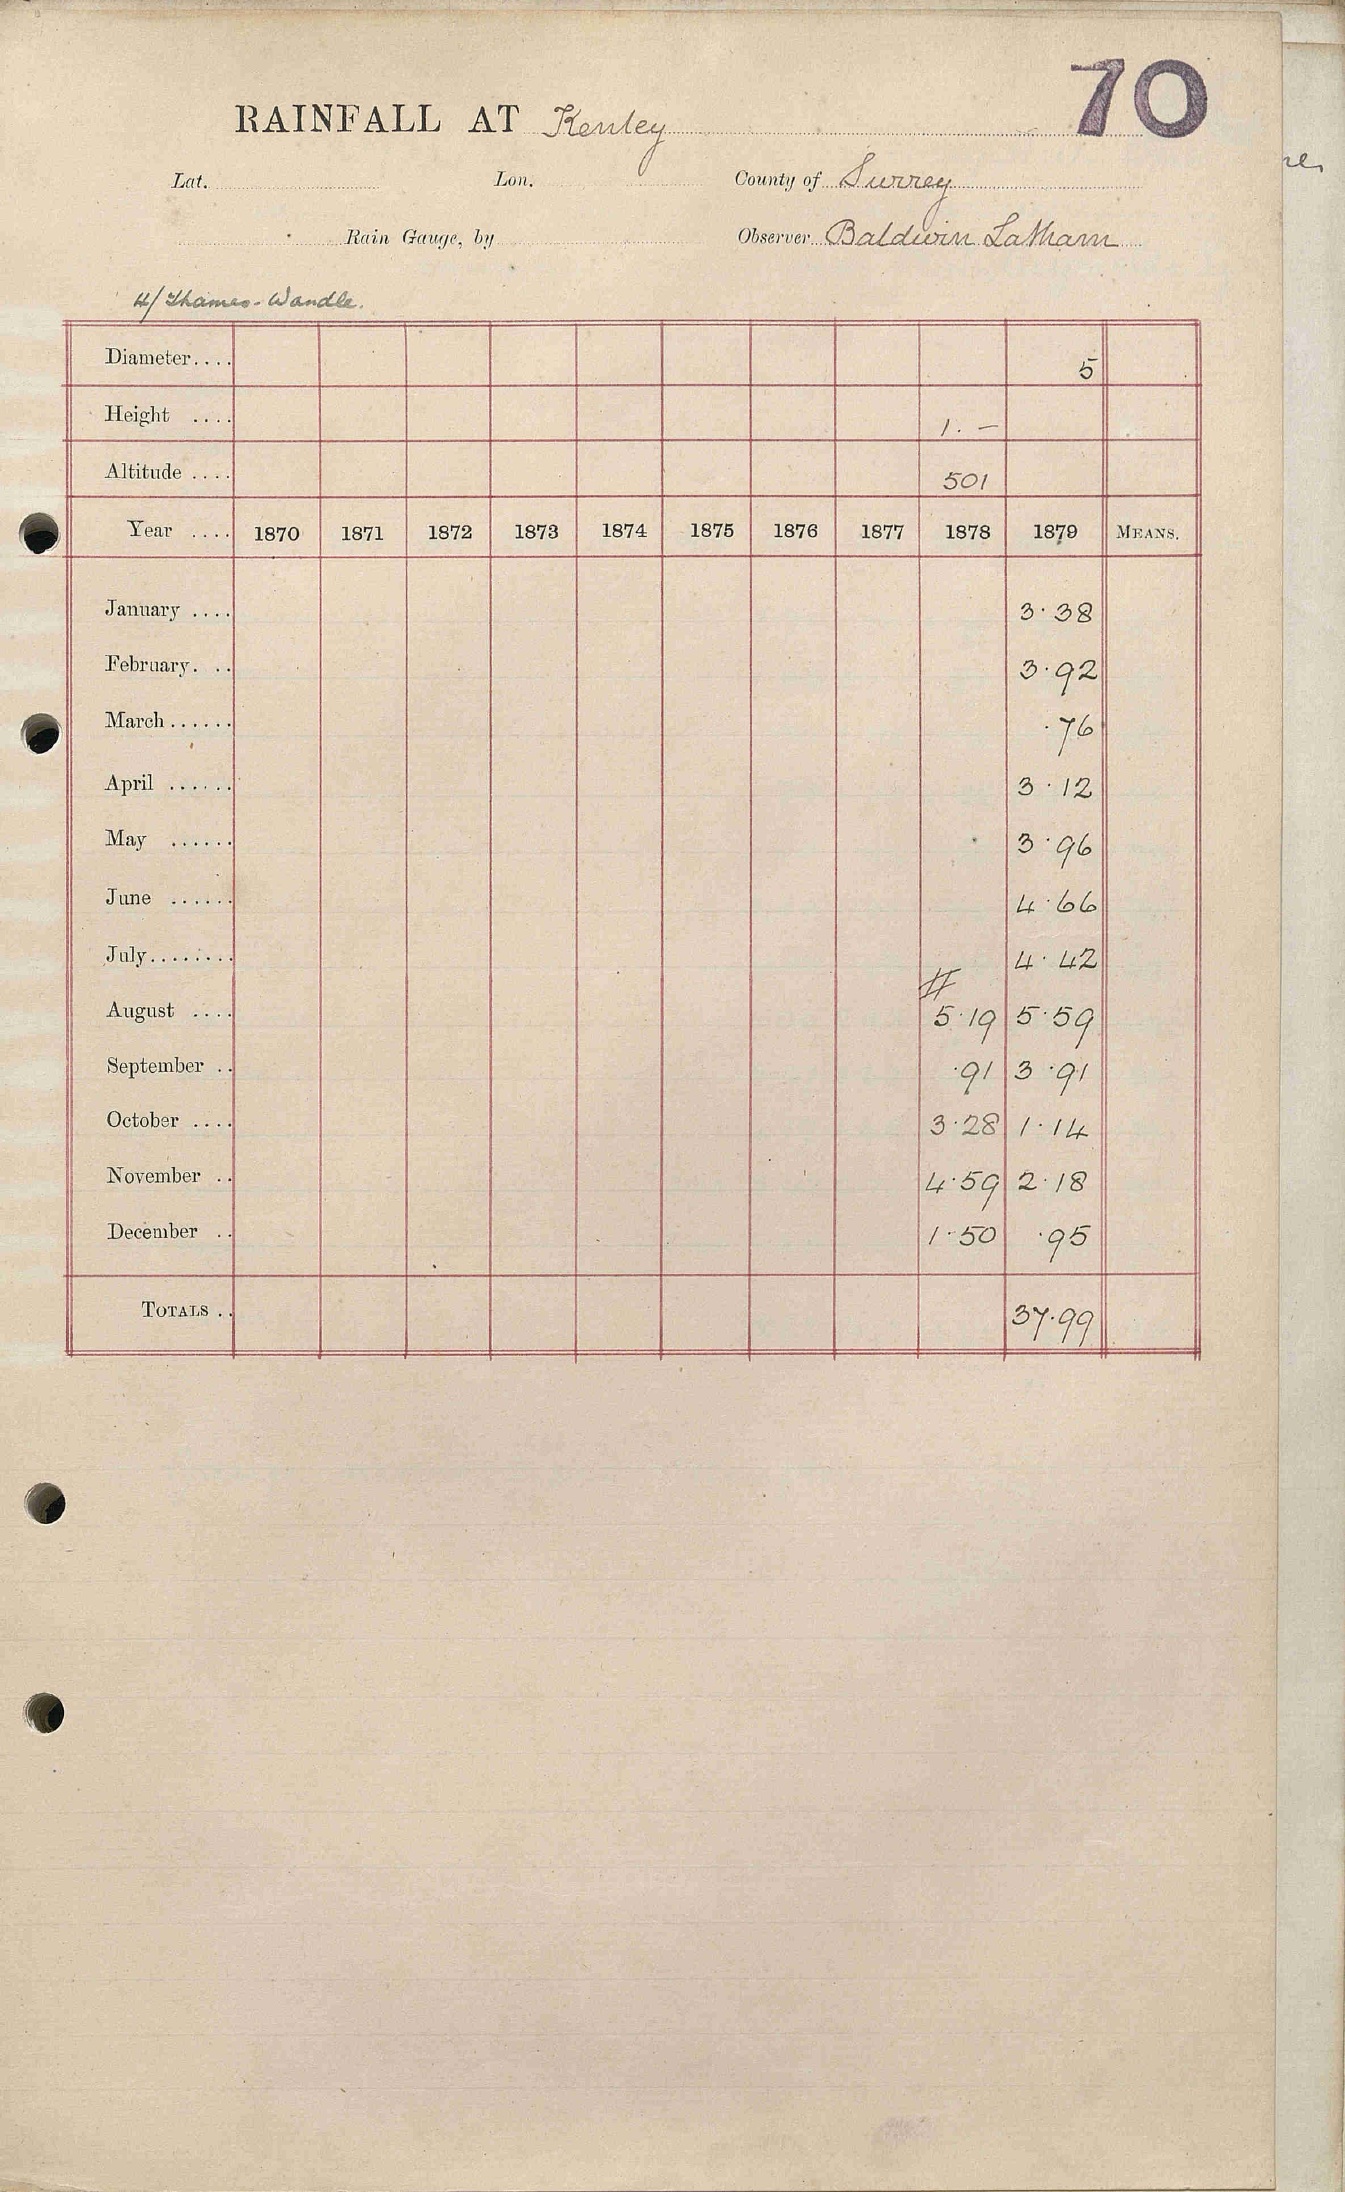 70
RAINFALL AT Kenley
Lat. Lon. County of Surrey
Rain Gauge, by Observer Baldwin Latham
4/ Thames-Wandle.
Diameter.... 5
Height .... 1. –
Altitude .... 501
Year .... 1870 1871 1872 1873 1874 1875 1876 1877 1878 1879 MEANS.
January .... 3·38
February. .. 3·92
March...... ·76
April ...... 3·12
May ...... 3·96
June ...... 4·66
July........ 4·42
#
August .... 5·19 5·59
September .. ·91 3·91
October .... 3·28 1·14
November .. 4·59 2·18
December .. 1·50 ·95
TOTALS .. 37·99